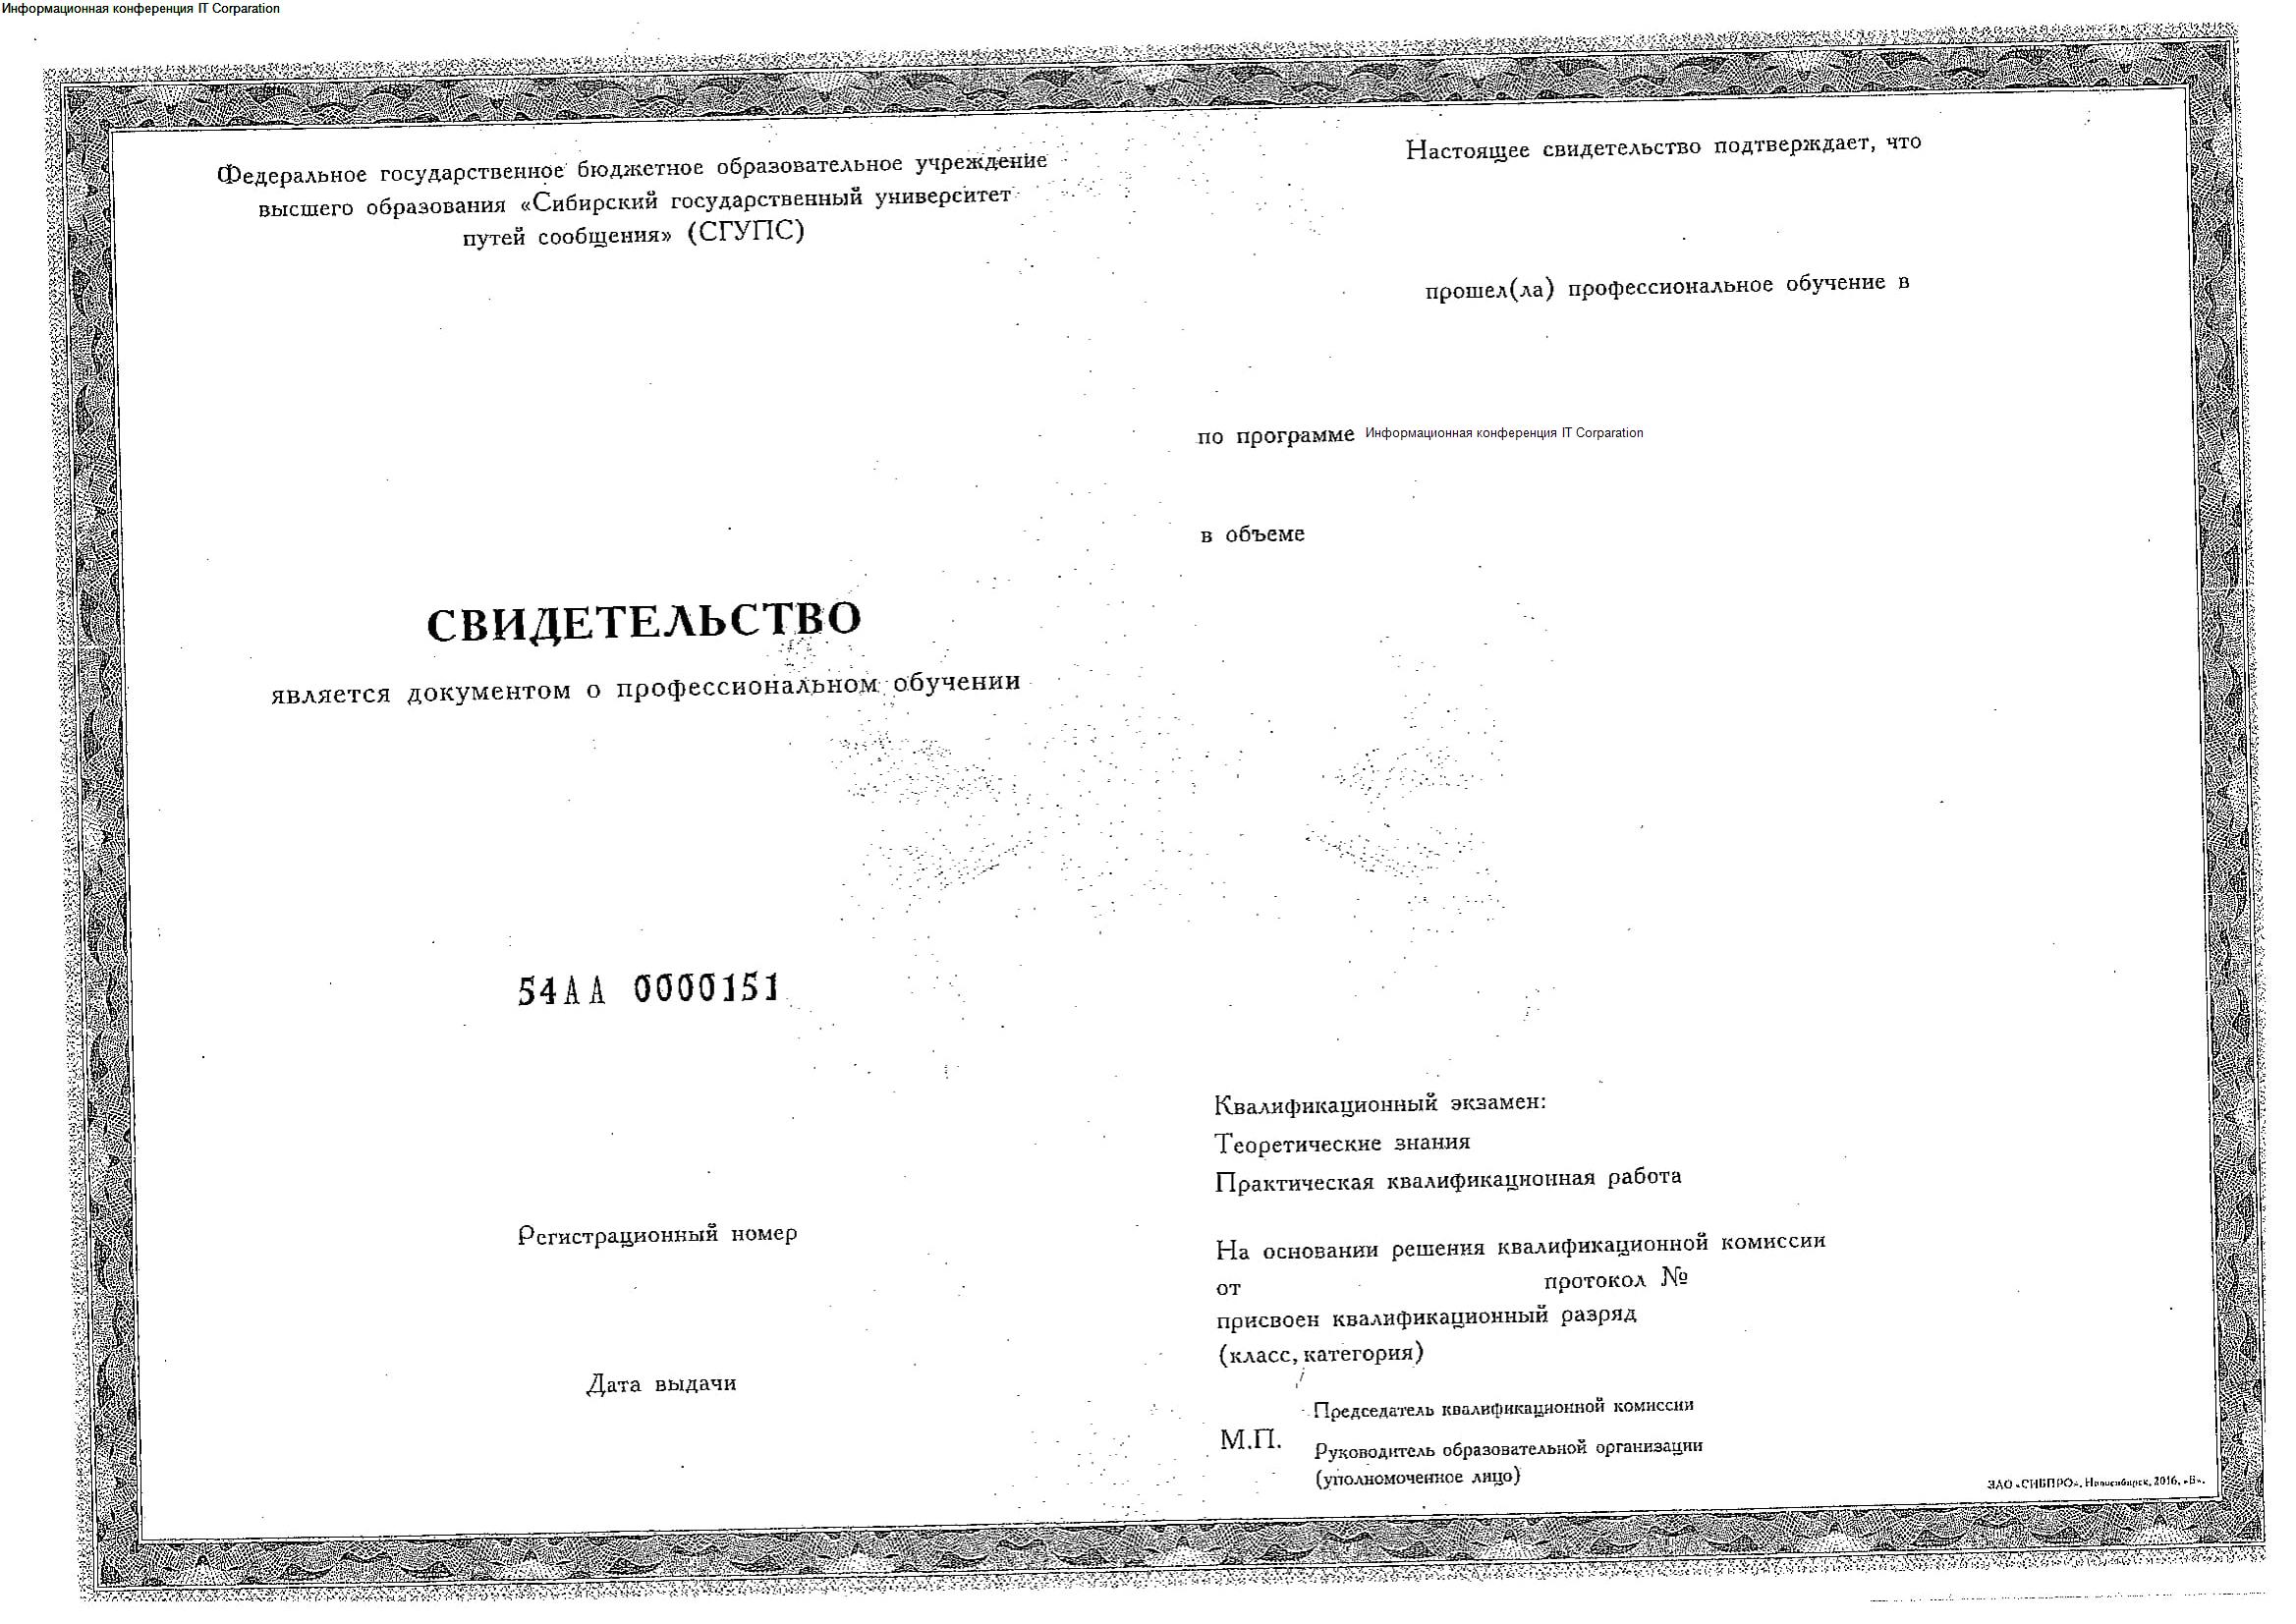 Информационная конференция IT Corparation
Федеральное государственное бюджетное образовательное учреждение
высшего образования «Сибирский государственный университет
путей сообщения» (СГУПС)
СВИДЕТЕЛЬСТВО
является документом о профессиональном обучении
54АА 0000151
Регистрационный номер
Дата выдачи
Настоящее свидетельство подтверждает, что
прошел(ла) профессиональное обучение в
по программе Информационная конференция IT Corparation
в объеме
Квалификационный экзамен:
Теоретические знания
Практическая квалификационная работа
На основании решения квалификационной комиссии
от протокол №
присвоен квалификационный разряд
(класс, категория)
Председатель квалификационной комиссии
М.П.
Руководитель образовательной организации
(уполномоченное лицо)
ЗАО «СИБПРО», Новосибирск, 2016, «В».